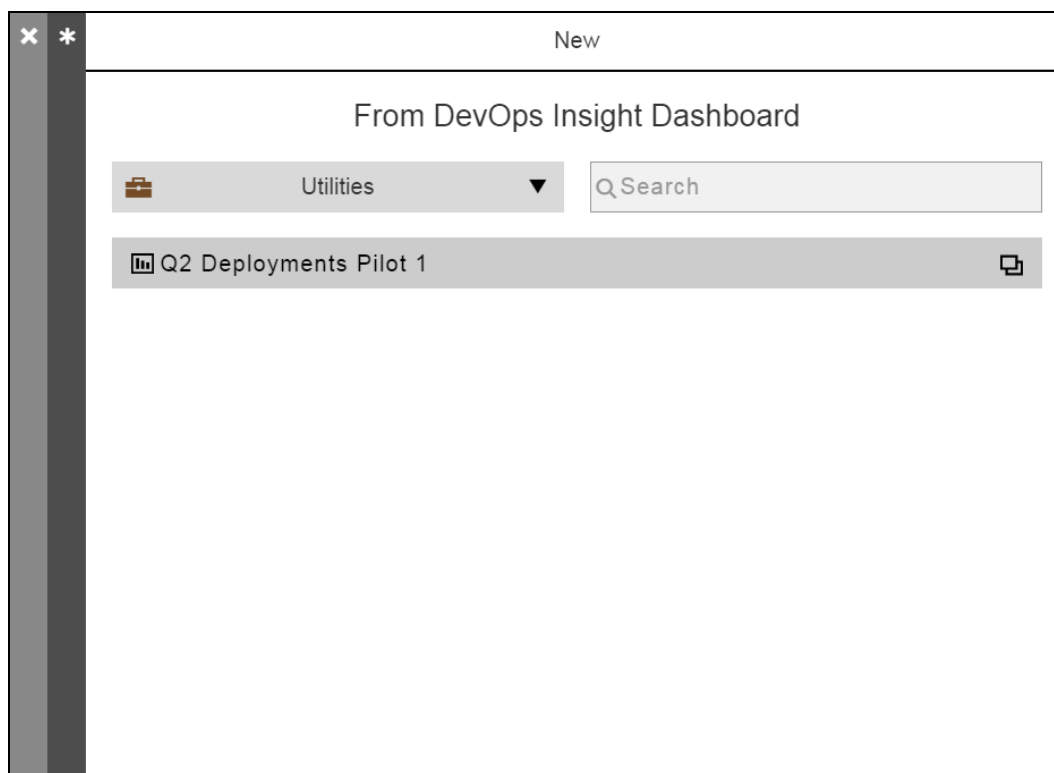 New
From DevOps Insight Dashboard
Utilities
Search
Q2 Deployments Pilot 1